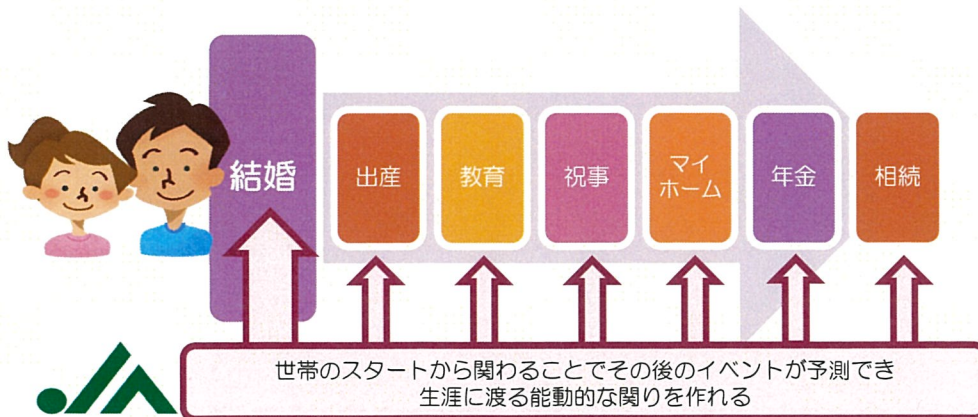 結婚
出産
教育
祝事
マイ
ホーム
年金
相続
世帯のスタートから関わることでその後のイベントが予測でき
生涯に渡る能動的な関りを作れる
JA